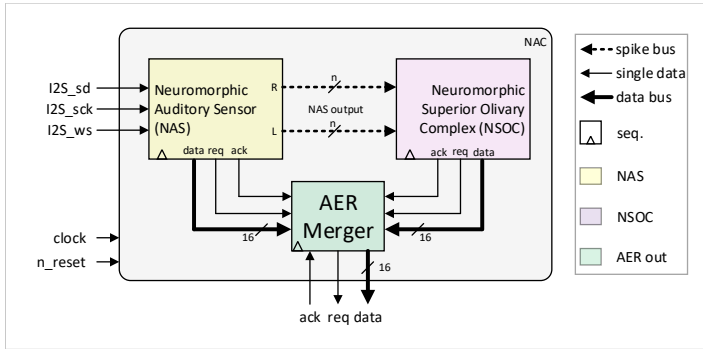 NAC
I2S_sd
I2S_sck
I2S_ws
Neuromorphic
Auditory Sensor
(NAS)
R
L
data req ack
n
NAS output
n
Neuromorphic
Superior Olivary
Complex (NSOC)
ack req data
AER
Merger
16
16
16
clock
n_reset
ack req data
spike bus
single data
data bus
seq.
NAS
NSOC
AER out